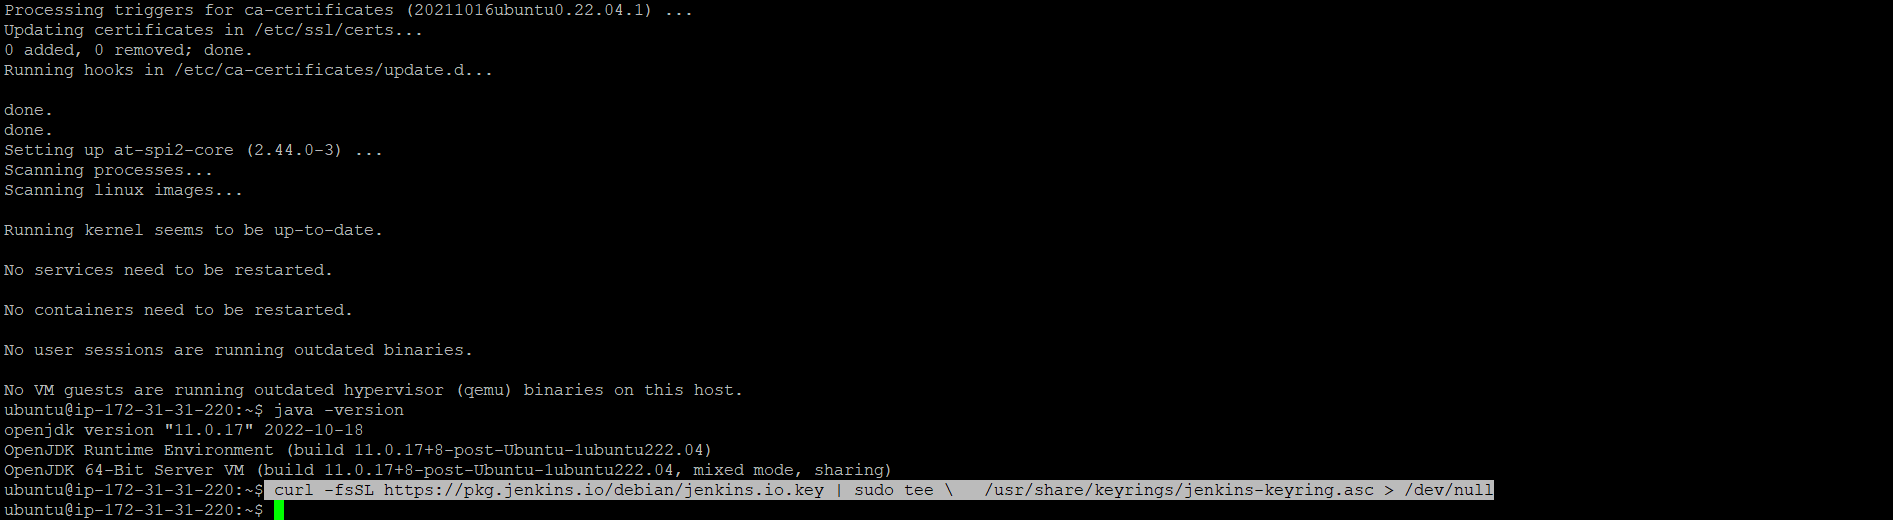 Processing triggers for ca-certificates (20211016ubuntu0.22.04.1) ...
Updating certificates in /etc/ssl/certs...
0 added, 0 removed; done.
Running hooks in /etc/ca-certificates/update.d...
done.
done.
Setting up at-spi2-core (2.44.0-3) ...
Scanning processes...
Scanning linux images...
Running kernel seems to be up-to-date.
No services need to be restarted.
No containers need to be restarted.
No user sessions are running outdated binaries.
No VM guests are running outdated hypervisor (qemu) binaries on this host.
ubuntu@ip-172-31-31-220:~$ java -version
openjdk version "11.0.17" 2022-10-18
OpenJDK Runtime Environment (build 11.0.17+8-post-Ubuntu-1ubuntu222.04)
OpenJDK 64-Bit Server VM (build 11.0.17+8-post-Ubuntu-1ubuntu222.04, mixed mode, sharing)
ubuntu@ip-172-31-31-220:~$ curl -fsSL https://pkg.jenkins.io/debian/jenkins.io.key | sudo tee \   /usr/share/keyrings/jenkins-keyring.asc > /dev/null
ubuntu@ip-172-31-31-220:~$